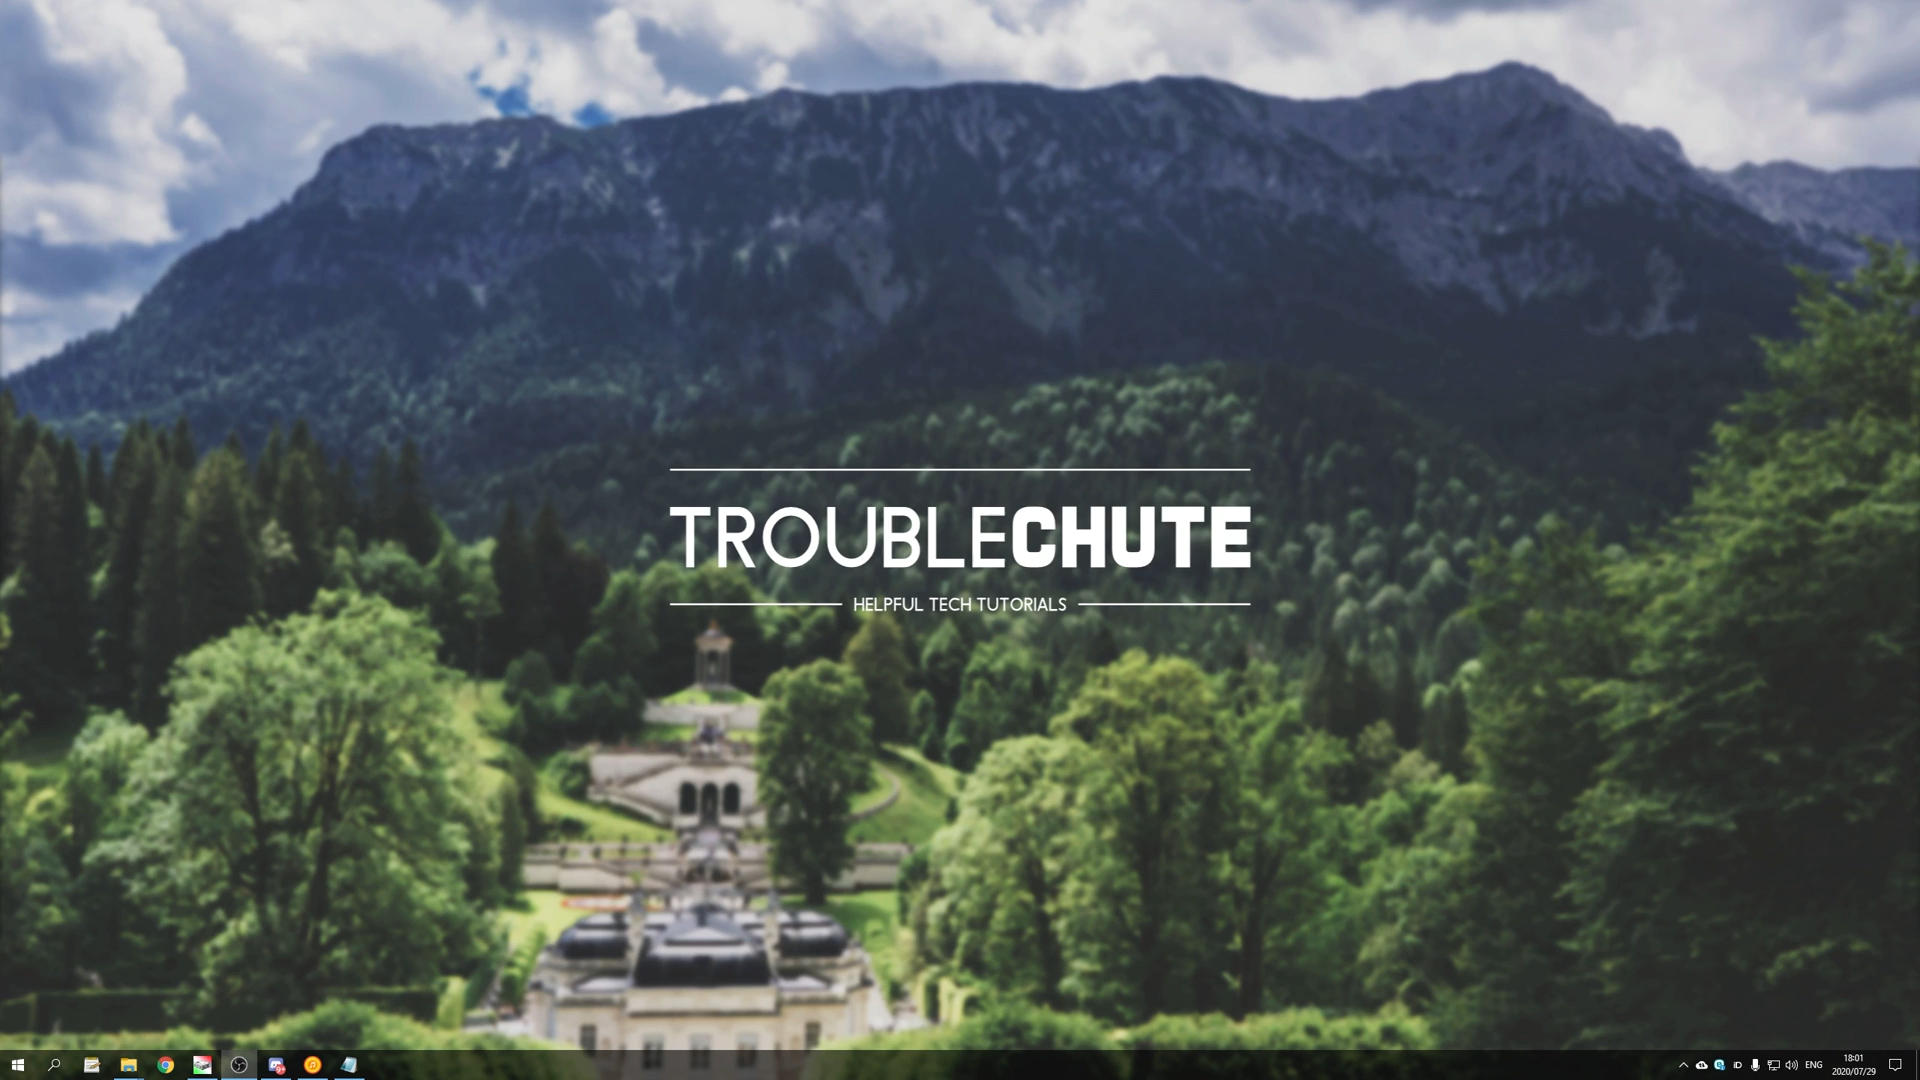 TROUBLECHUTE
HELPFUL TECH TUTORIALS
ENG
18:01
2020/07/29